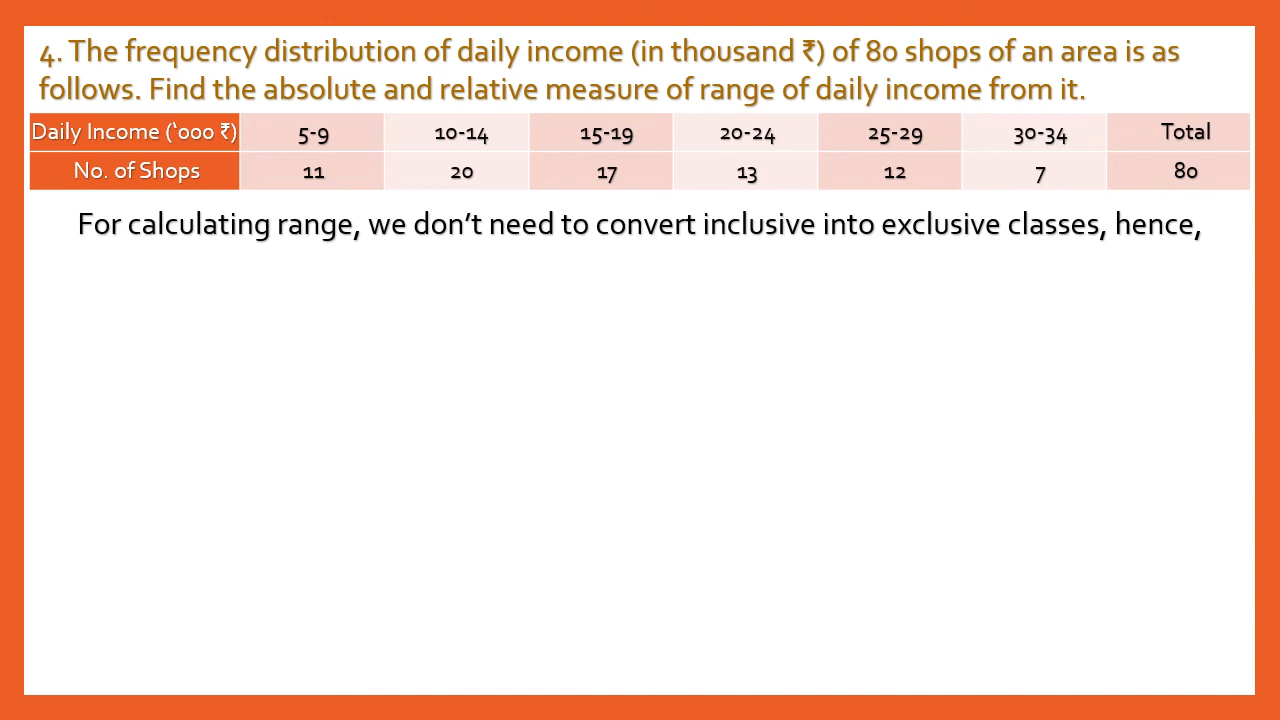 4. The frequency distribution of daily income (in thousand ₹) of 80 shops of an area is as
follows. Find the absolute and relative measure of range of daily income from it.
Daily Income (‘000 ₹) 5-9 10-14 15-19 20-24 25-29 30-34 Total
No. of Shops 11 20 17 13 12 7 80
For calculating range, we don’t need to convert inclusive into exclusive classes, hence,